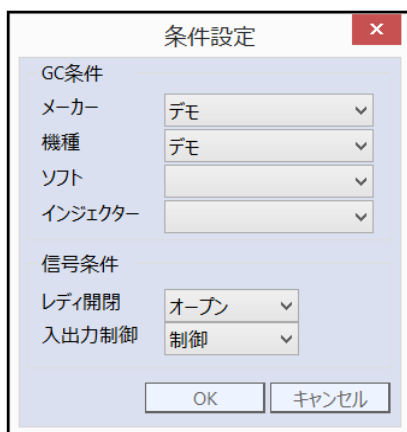 条件設定
GC条件
メーカー デモ
機種 デモ
ソフト
インジェクター
信号条件
レディ開閉 オープン
入出力制御 制御
OK キャンセル